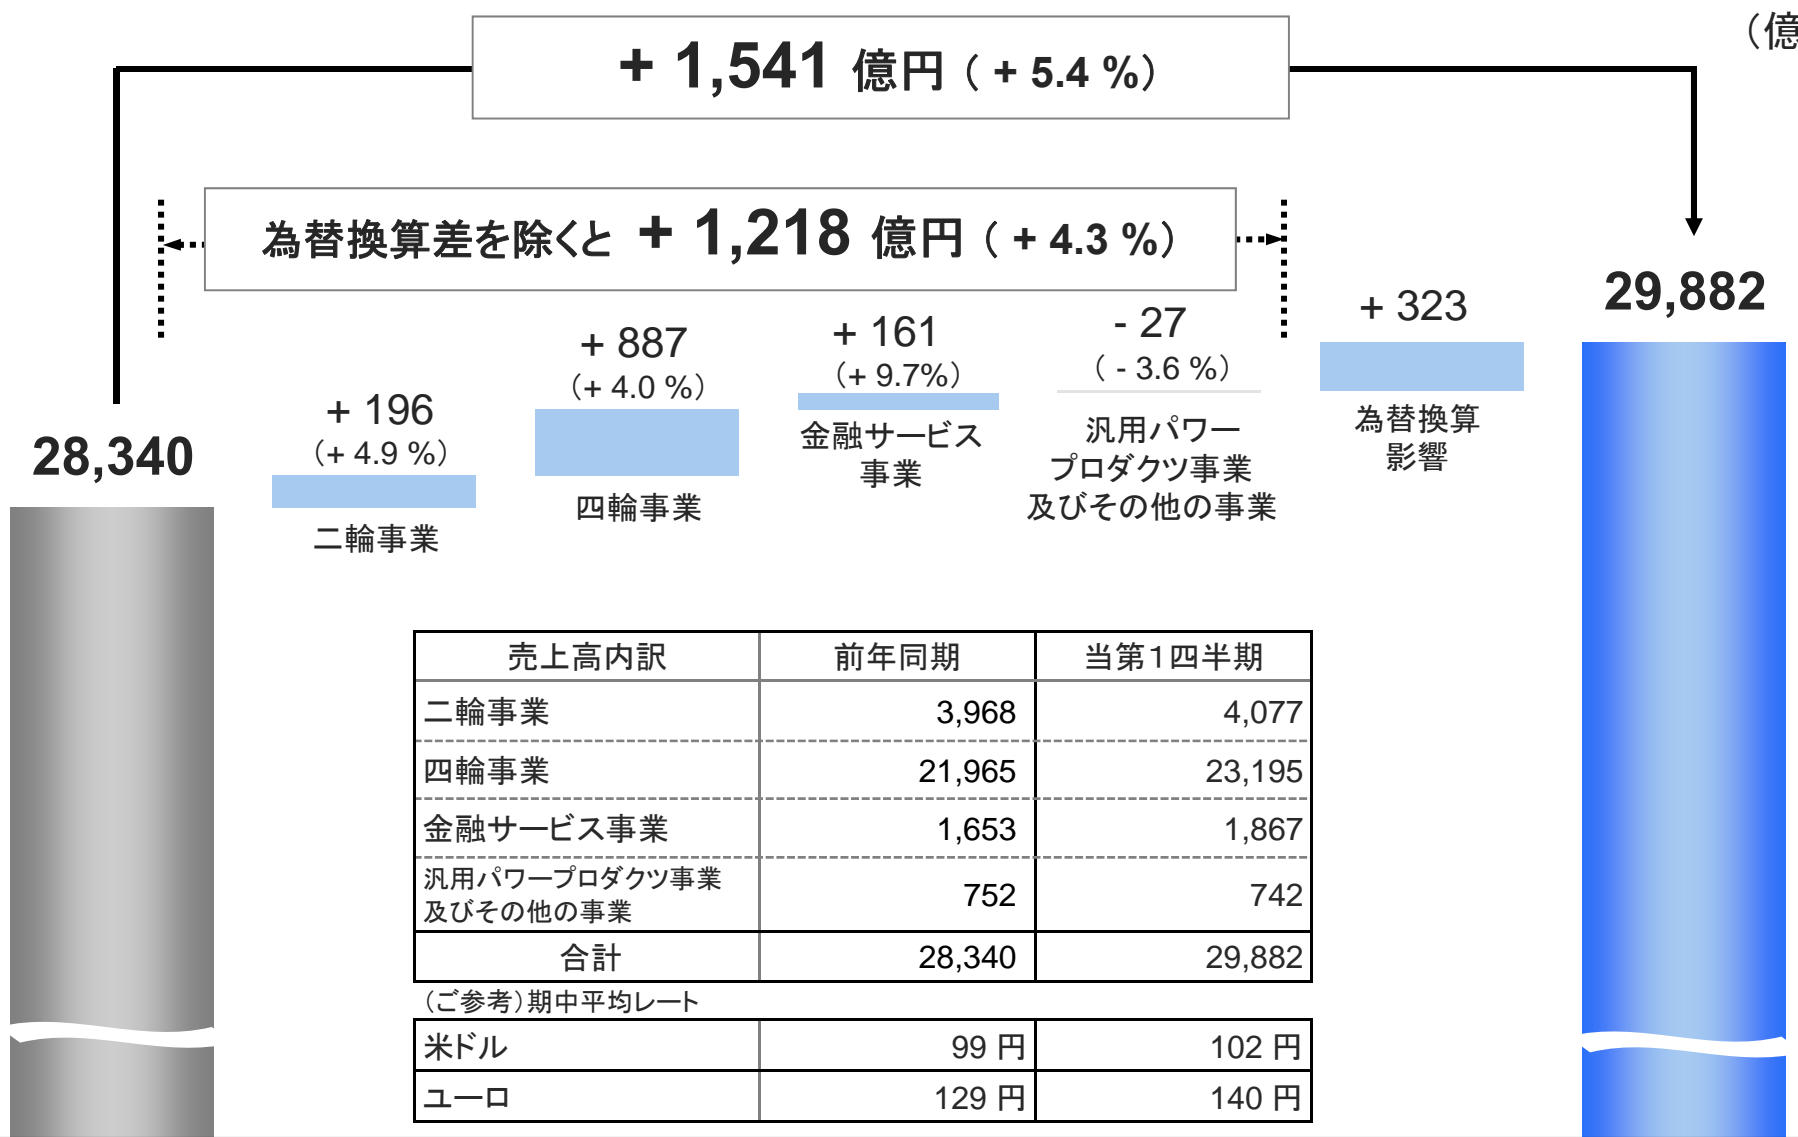 （億
+ 1,541 億円（ + 5.4 %）
為替換算差を除くと + 1,218 億円（ + 4.3 %）
28,340
+ 196
（+ 4.9 %）
二輪事業
+ 887
（+ 4.0 %）
四輪事業
+ 161
（+ 9.7%）
金融サービス
事業
- 27
（ - 3.6 %）
汎用パワー
プロダクツ事業
及びその他の事業
+ 323
為替換算
影響
29,882
売上高内訳 前年同期 当第１四半期
二輪事業 3,968 4,077
四輪事業 21,965 23,195
金融サービス事業 1,653 1,867
汎用パワープロダクツ事業
及びその他の事業 752 742
合計 28,340 29,882
（ご参考）期中平均レート
米ドル 99 円 102 円
ユーロ 129 円 140 円